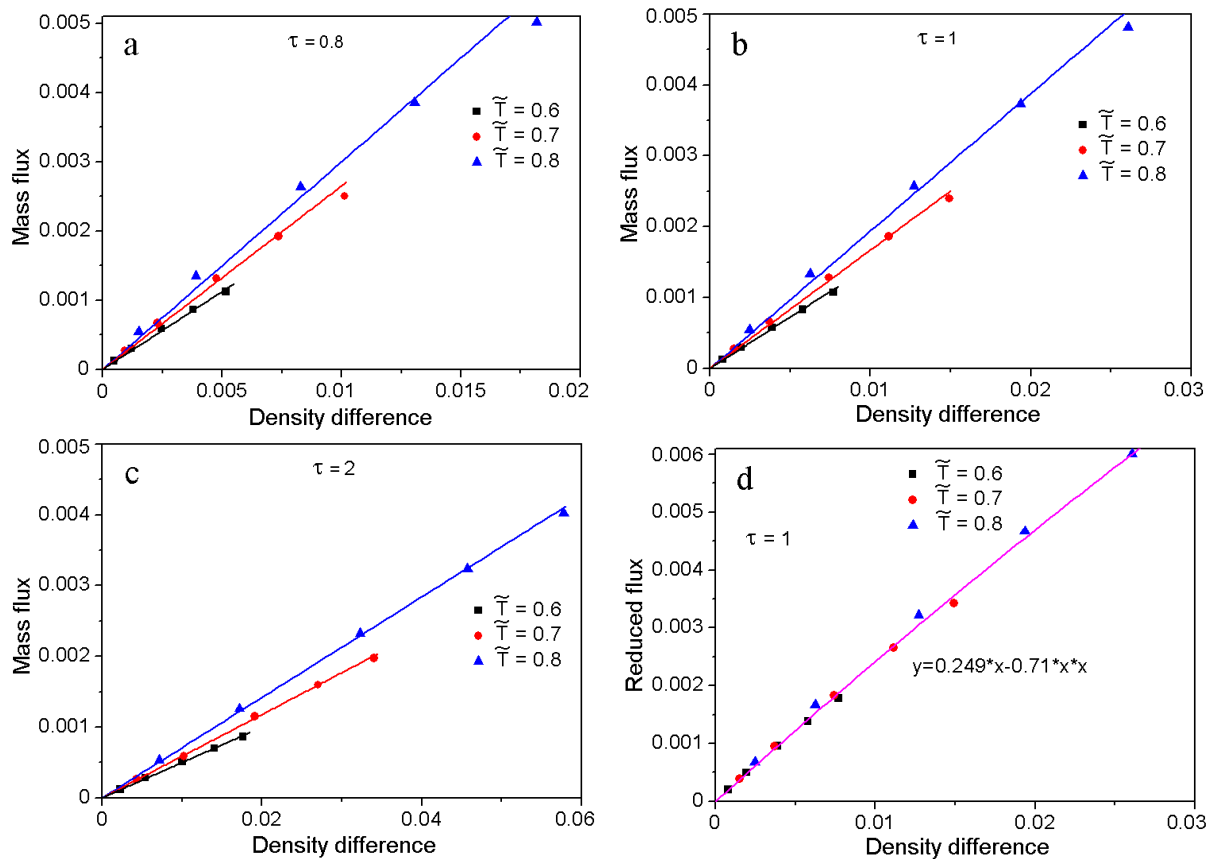 a
τ = 0.8
T̃ = 0.6
T̃ = 0.7
T̃ = 0.8
0.005
0.003
0.002
0.001
0
Mass flux
0
0.005
0.01
0.015
0.02
Density difference
b
τ = 1
T̃ = 0.6
T̃ = 0.7
T̃ = 0.8
0.005
0.004
0.003
0.002
0.001
0
Mass flux
0
0.01
0.02
0.03
Density difference
c
τ = 2
T̃ = 0.6
T̃ = 0.7
T̃ = 0.8
0.005
0.004
0.003
0.002
0.001
0
Mass flux
0
0.02
0.04
0.06
Density difference
d
τ = 1
T̃ = 0.6
T̃ = 0.7
T̃ = 0.8
y=0.249*x-0.71*x*x
0.006
0.005
0.004
0.003
0.002
0.001
0
Reduced flux
0
0.01
0.02
0.03
Density difference